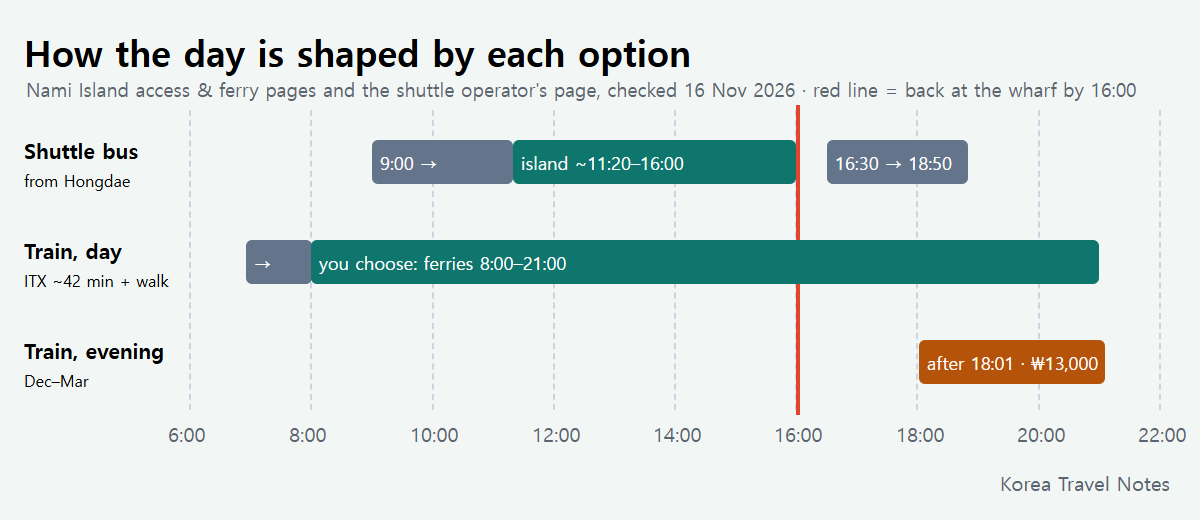 How the day is shaped by each option
Nami Island access & ferry pages and the shuttle operator's page, checked 16 Nov 2026 · red line = back at the wharf by 16:00
Shuttle bus
from Hongdae
9:00 →
island ~11:20–16:00
16:30 → 18:50
Train, day
ITX ~42 min + walk
→
you choose: ferries 8:00–21:00
Train, evening
Dec–Mar
after 18:01 · ₩13,000
6:00 8:00 10:00 12:00 14:00 16:00 18:00 20:00 22:00
Korea Travel Notes